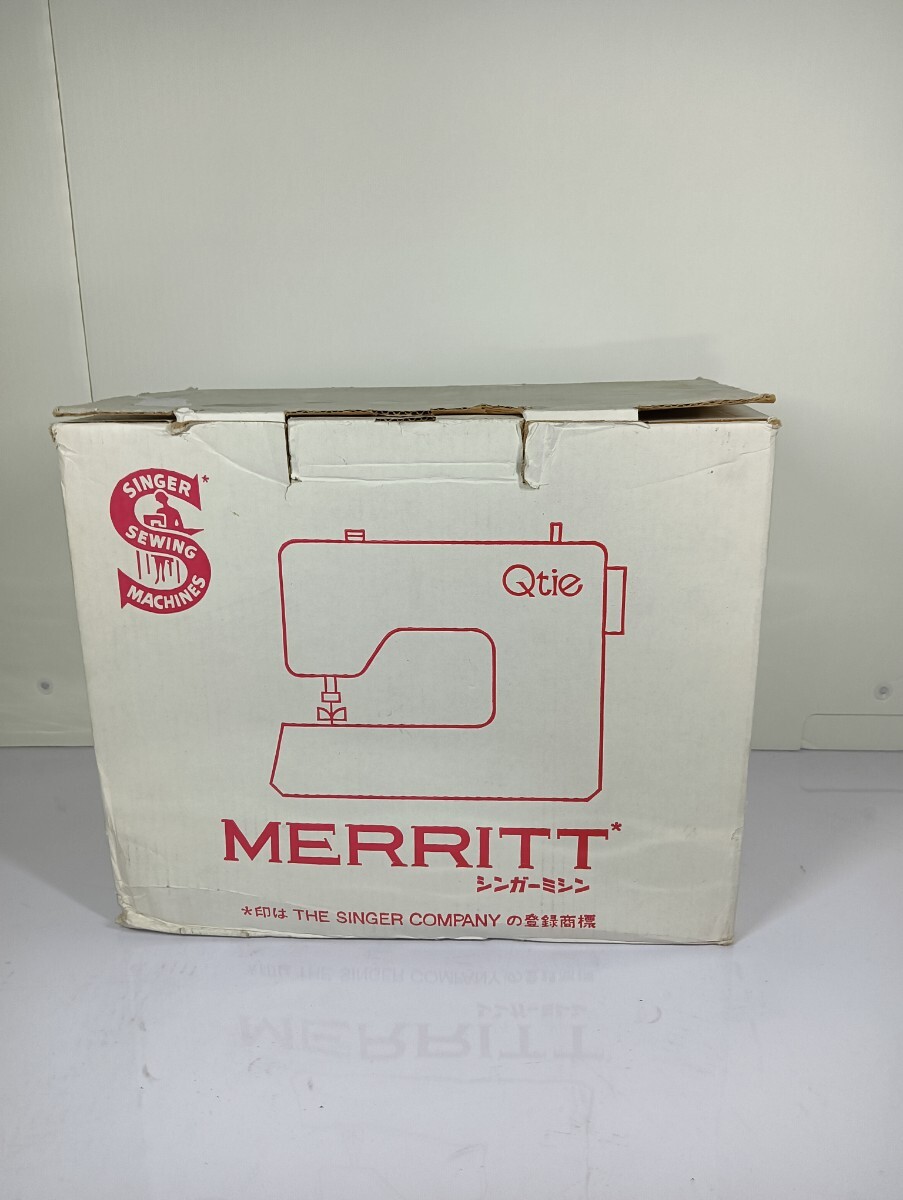 SINGER*
SEWING
MACHINES
Qtie
MERRITT*
シンガーミシン
*印は THE SINGER COMPANY の登録商標